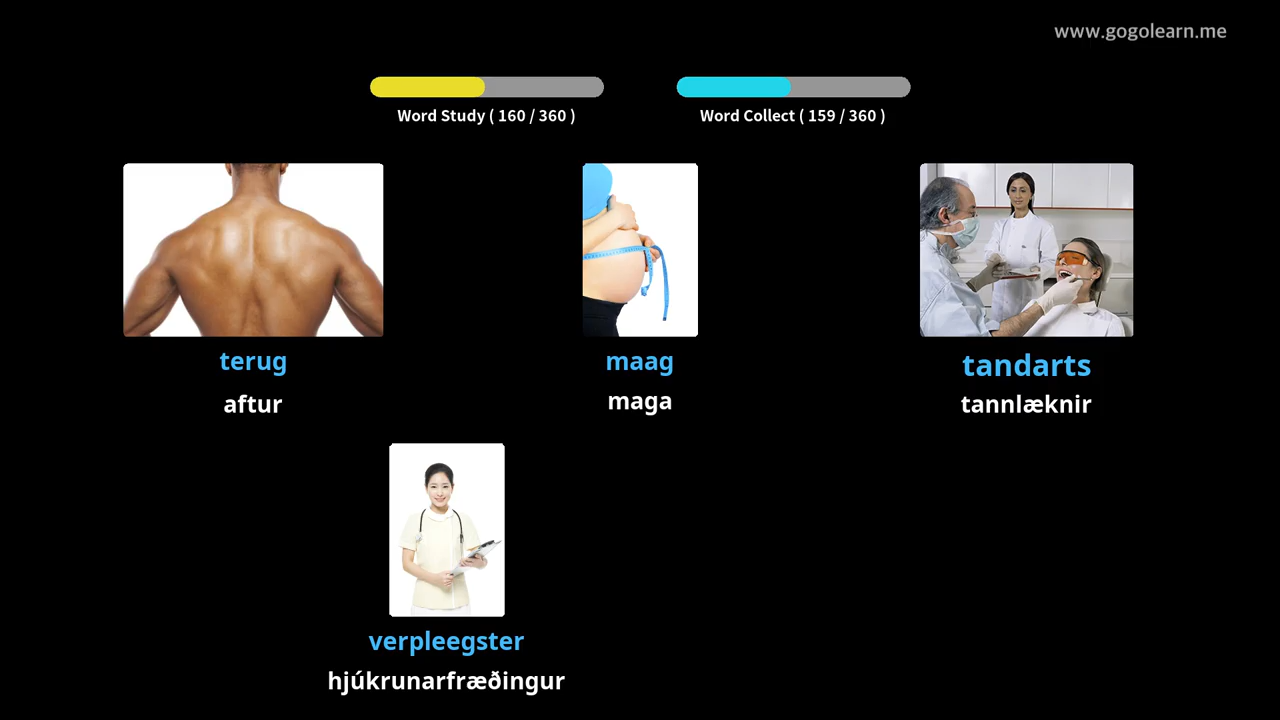 www.gogolearn.me
Word Study ( 160 / 360 )
Word Collect ( 159 / 360 )
terug
aftur
maag
maga
tandarts
tannlæknir
verpleegster
hjúkrunarfræðingur